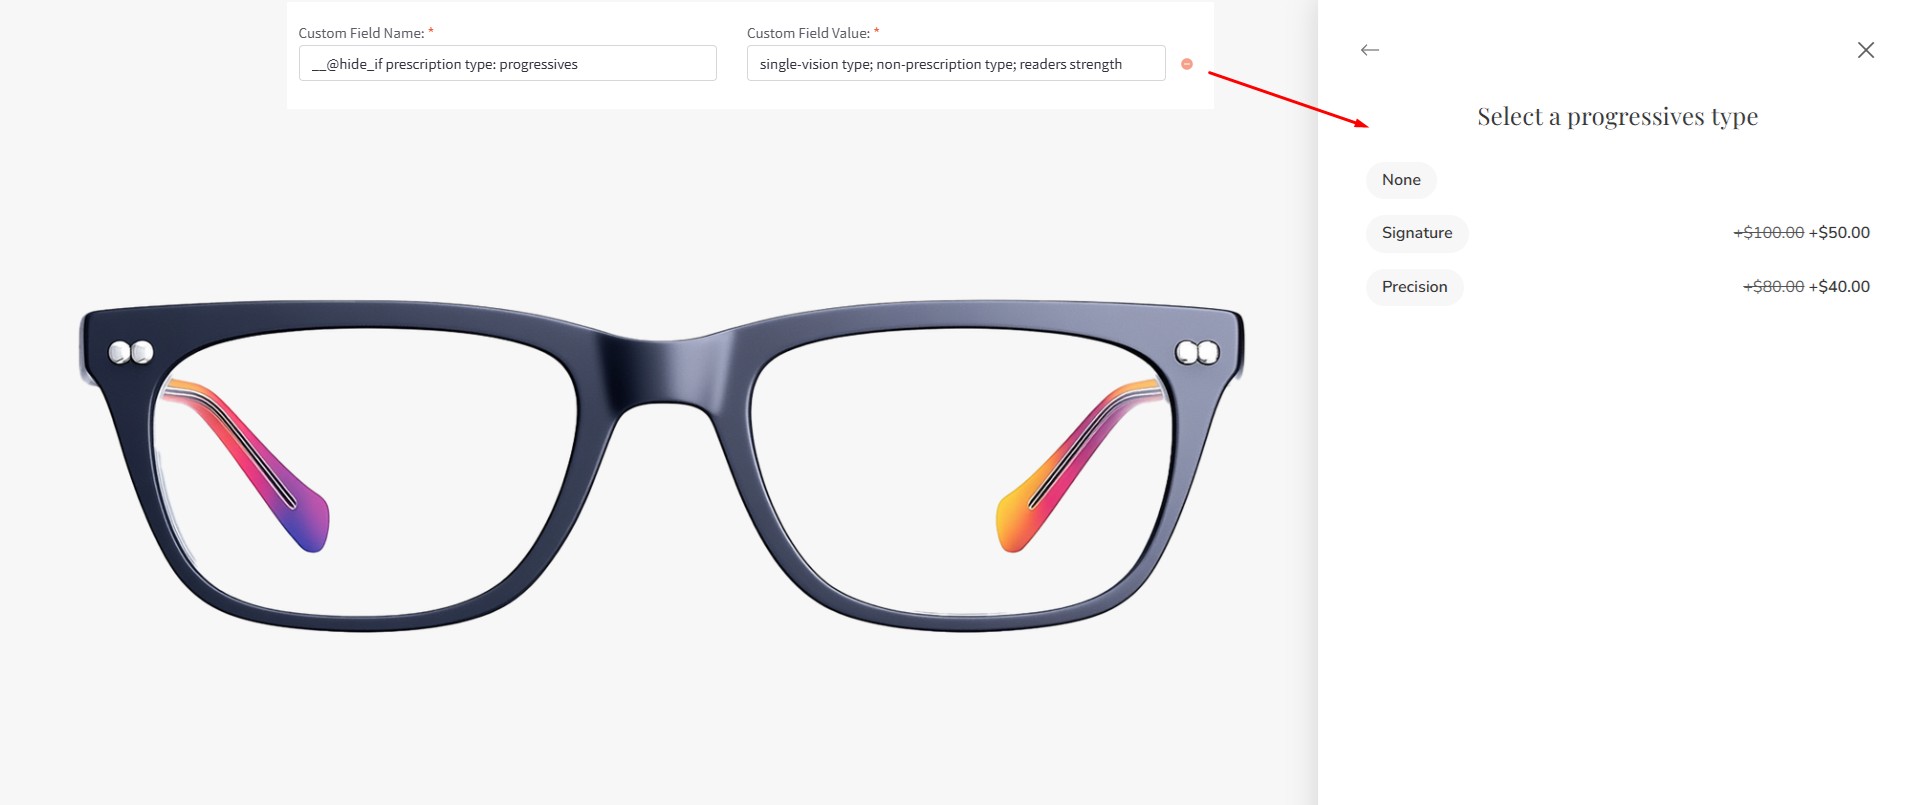 Custom Field Name: *
Custom Field Value: *
__@hide_if prescription type: progressives
single-vision type; non-prescription type; readers strength
Select a progressives type
None
Signature
+$100.00 +$50.00
Precision
+$80.00 +$40.00